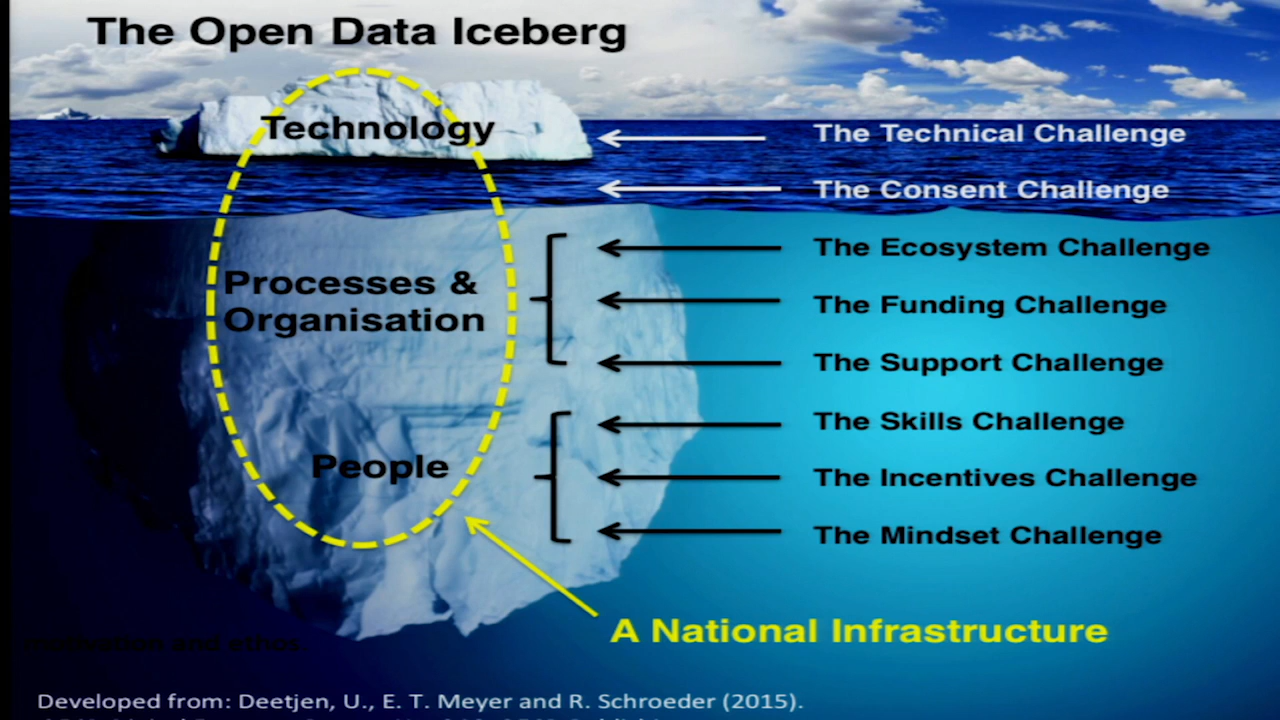 The Open Data Iceberg
Technology
The Technical Challenge
The Consent Challenge
Processes &
Organisation
The Ecosystem Challenge
The Funding Challenge
The Support Challenge
People
The Skills Challenge
The Incentives Challenge
The Mindset Challenge
A National Infrastructure
and ethos.
Developed from: Deetjen, U., E. T. Meyer and R. Schroeder (2015).